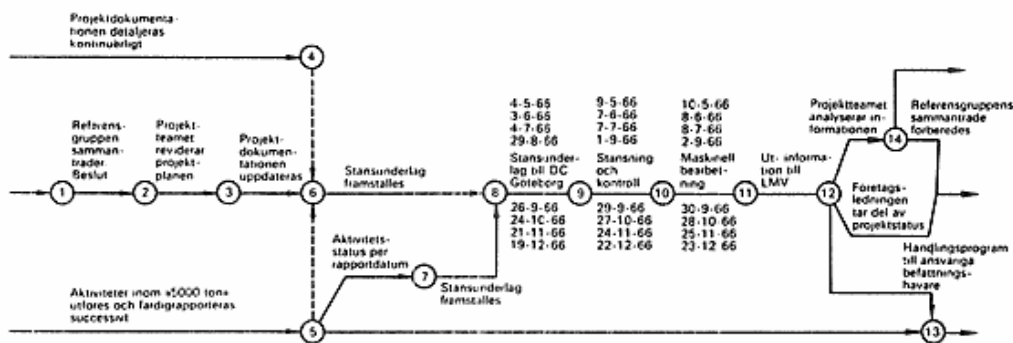 Projektdokumenta-
tionen detaljeras
kontinuerligt
4
Referens-
gruppen
samman-
träder.
Beslut
Projekt-
teamet
reviderar
projekt-
planen
Projekt-
dokumen-
tationen
uppdateras
1
2
3
6
Stansunderlag
framställes
4-5-66
3-6-66
4-7-66
29-8-66
Stansunder-
lag till DC
Göteborg
8
26-9-66
24-10-66
21-11-66
19-12-66
9-5-66
7-6-66
7-7-66
1-9-66
Stansning
och
kontroll
9
29-9-66
27-10-66
24-11-66
22-12-66
10-5-66
8-6-66
8-7-66
2-9-66
Maskinell
bearbet-
ning
10
30-9-66
28-10-66
25-11-66
23-12 66
Ut- informa-
tion till
LMV
11
12
Projektteamet
analyserar in-
formationen
14
Referensgruppens
sammanträde
förberedes
Företags-
ledningen
tar del av
projektstatus
Handlingsprogram
till ansvariga
befattnings-
havare
13
Aktivitets-
status per
rapportdatum
7
Stansunderlag
framställes
Aktiviteter inom «5000 ton»
utföres och färdigrapporteras
successivt
5